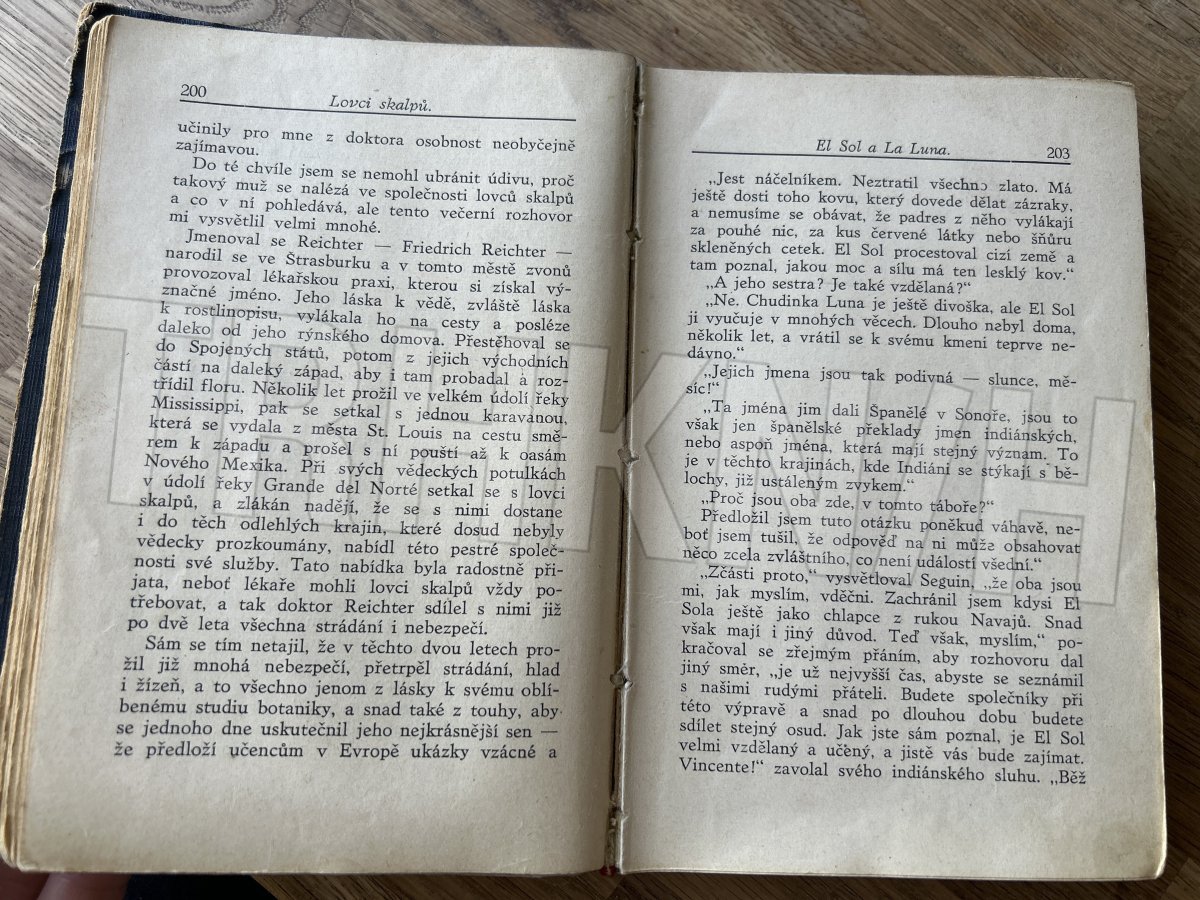 200
Lovci skalpů.
učinily pro mne z doktora osobnost neobyčejně
zajímavou.
Do té chvíle jsem se nemohl ubránit údivu, proč
takový muž se nalézá ve společnosti lovců skalpů
a co v ní pohledává, ale tento večerní rozhovor
mi vysvětlil velmi mnohé.
Jmenoval se Reichter — Friedrich Reichter —
narodil se ve Štrasburku a v tomto městě zvonů
provozoval lékařskou praxi, kterou si získal vý-
značné jméno. Jeho láska k vědě, zvláště láska
k rostlinopisu, vylákala ho na cesty a posléze
daleko od jeho rýnského domova. Přestěhoval se
do Spojených států, potom z jejich východních
částí na daleký západ, aby i tam probadal a roz-
třídil floru. Několik let prožil ve velkém údolí řeky
Mississippi, pak se setkal s jednou karavanou,
která se vydala z města St. Louis na cestu smě-
rem k západu a prošel s ní pouští až k oasám
Nového Mexika. Při svých vědeckých potulkách
v údolí řeky Grande del Norté setkal se s lovci
skalpů, a zlákán nadějí, že se s nimi dostane
i do těch odlehlých krajin, které dosud nebyly
vědecky prozkoumány, nabídl této pestré společ-
nosti své služby. Tato nabídka byla radostně při-
jata, neboť lékaře mohli lovci skalpů vždy po-
třebovat, a tak doktor Reichter sdílel s nimi již
po dvě leta všechna strádání i nebezpečí.
Sám se tím netajil, že v těchto dvou letech pro-
žil již mnohá nebezpečí, přetrpěl strádání, hlad
i žízeň, a to všechno jenom z lásky k svému oblí-
benému studiu botaniky, a snad také z touhy, aby
se jednoho dne uskutečnil jeho nejkrásnější sen —
že předloží učencům v Evropě ukázky vzácné a
El Sol a La Luna.
203
„Jest náčelníkem. Neztratil všechno zlato. Má
ještě dosti toho kovu, který dovede dělat zázraky,
a nemusíme se obávat, že padres z něho vylákají
za pouhé nic, za kus červené látky nebo šňůru
skleněných cetek. El Sol procestoval cizí země a
tam poznal, jakou moc a sílu má ten lesklý kov.“
„A jeho sestra? Je také vzdělaná?“
„Ne. Chudinka Luna je ještě divoška, ale El Sol
ji vyučuje v mnohých věcech. Dlouho nebyl doma,
několik let, a vrátil se k svému kmeni teprve ne-
dávno.“
„Jejich jmena jsou tak podivná — slunce, mě-
síc!“
„Ta jména jim dali Španělé v Sonoře, jsou to
však jen španělské překlady jmen indiánských,
nebo aspoň jména, která mají stejný význam. To
je v těchto krajinách, kde Indiáni se stýkají s bě-
lochy, již ustáleným zvykem.“
„Proč jsou oba zde, v tomto táboře?“
Předložil jsem tuto otázku poněkud váhavě, ne-
boť jsem tušil, že odpověď na ni může obsahovat
něco zcela zvláštního, co není událostí všední.“
„Zčásti proto,“ vysvětloval Seguin, „že oba jsou
mi, jak myslím, vděčni. Zachránil jsem kdysi El
Sola ještě jako chlapce z rukou Navajů. Snad
však mají i jiný důvod. Teď však, myslím,“ po-
kračoval se zřejmým přáním, aby rozhovoru dal
jiný směr, „je už nejvyšší čas, abyste se seznámil
s našimi rudými přáteli. Budete společníky při
této výpravě a snad po dlouhou dobu budete
sdílet stejný osud. Jak jste sám poznal, je El Sol
velmi vzdělaný a učený, a jistě vás bude zajímat.
Vincente!“ zavolal svého indiánského sluhu. „Běž
TRHKNIH